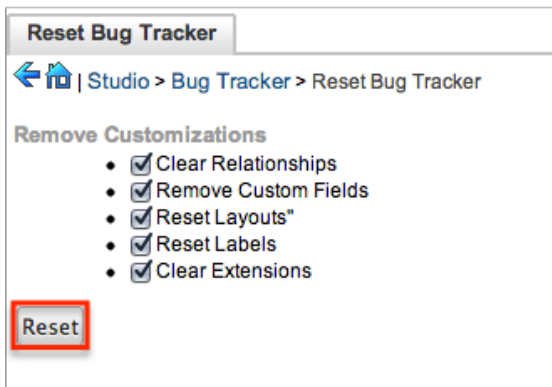 Reset Bug Tracker
| Studio > Bug Tracker > Reset Bug Tracker
Remove Customizations
Clear Relationships
Remove Custom Fields
Reset Layouts"
Reset Labels
Clear Extensions
Reset